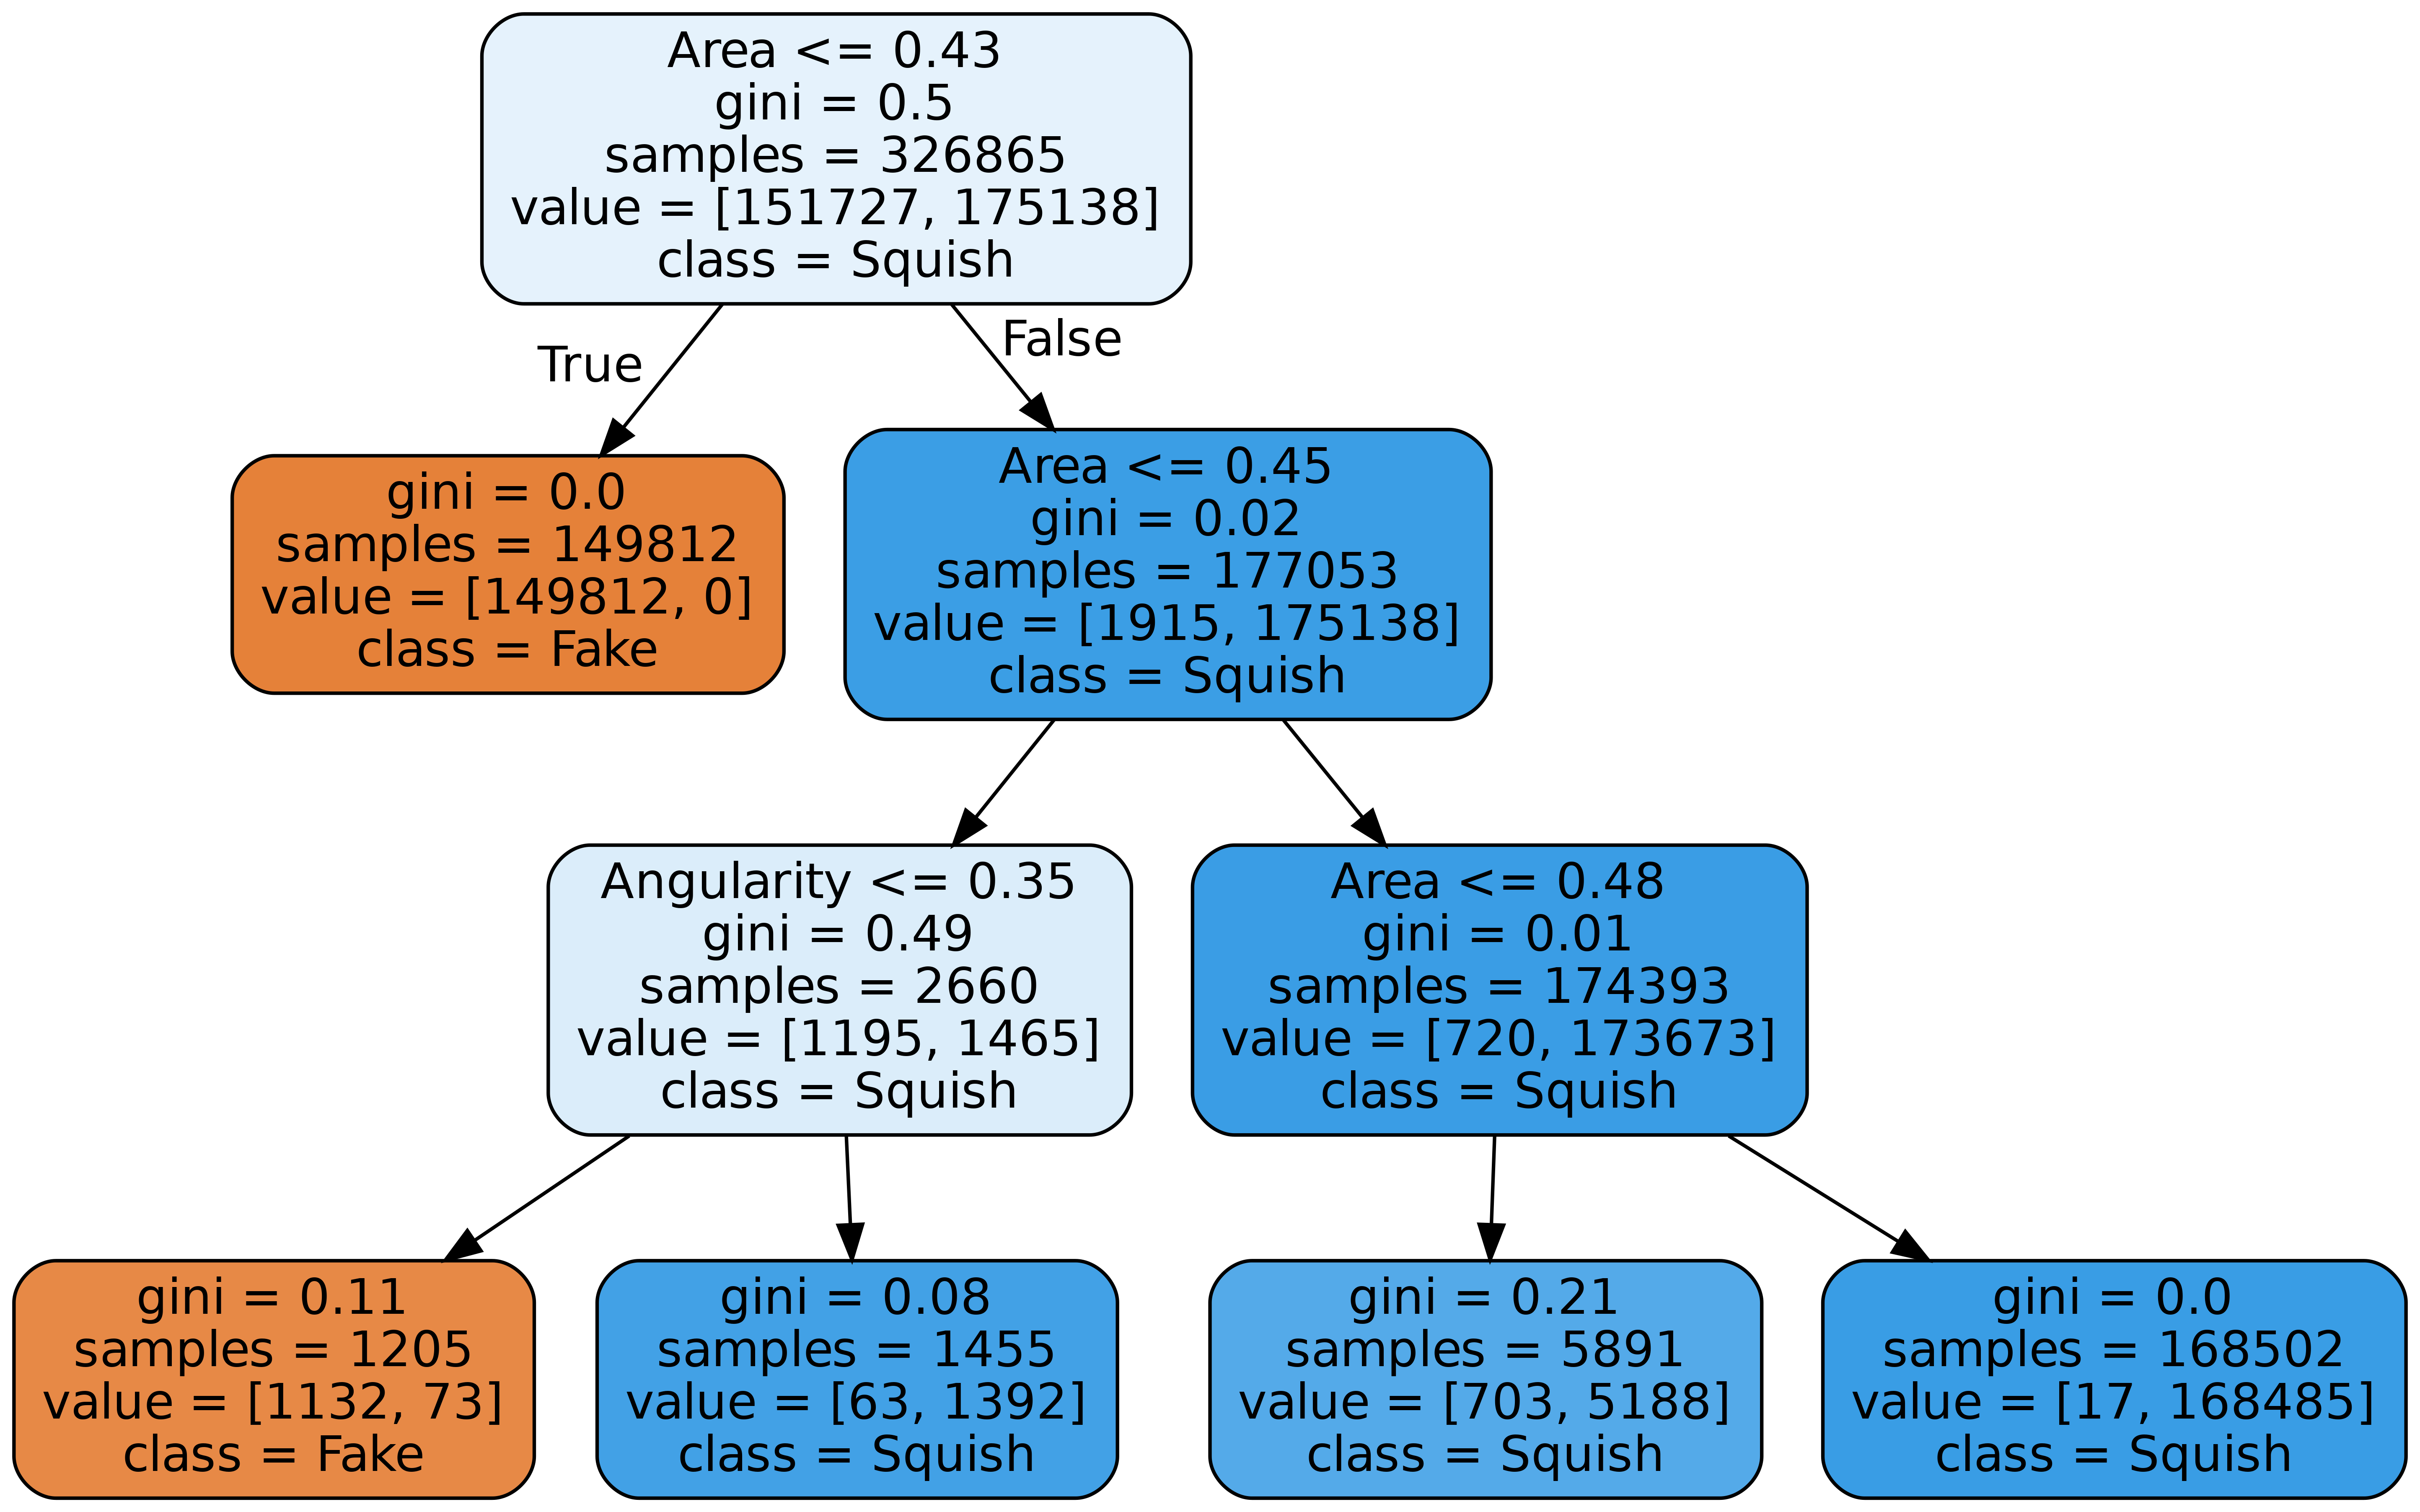 Area <= 0.43
gini = 0.5
samples = 326865
value = [151727, 175138]
class = Squish
True
False
gini = 0.0
samples = 149812
value = [149812, 0]
class = Fake
Area <= 0.45
gini = 0.02
samples = 177053
value = [1915, 175138]
class = Squish
Angularity <= 0.35
gini = 0.49
samples = 2660
value = [1195, 1465]
class = Squish
Area <= 0.48
gini = 0.01
samples = 174393
value = [720, 173673]
class = Squish
gini = 0.11
samples = 1205
value = [1132, 73]
class = Fake
gini = 0.08
samples = 1455
value = [63, 1392]
class = Squish
gini = 0.21
samples = 5891
value = [703, 5188]
class = Squish
gini = 0.0
samples = 168502
value = [17, 168485]
class = Squish